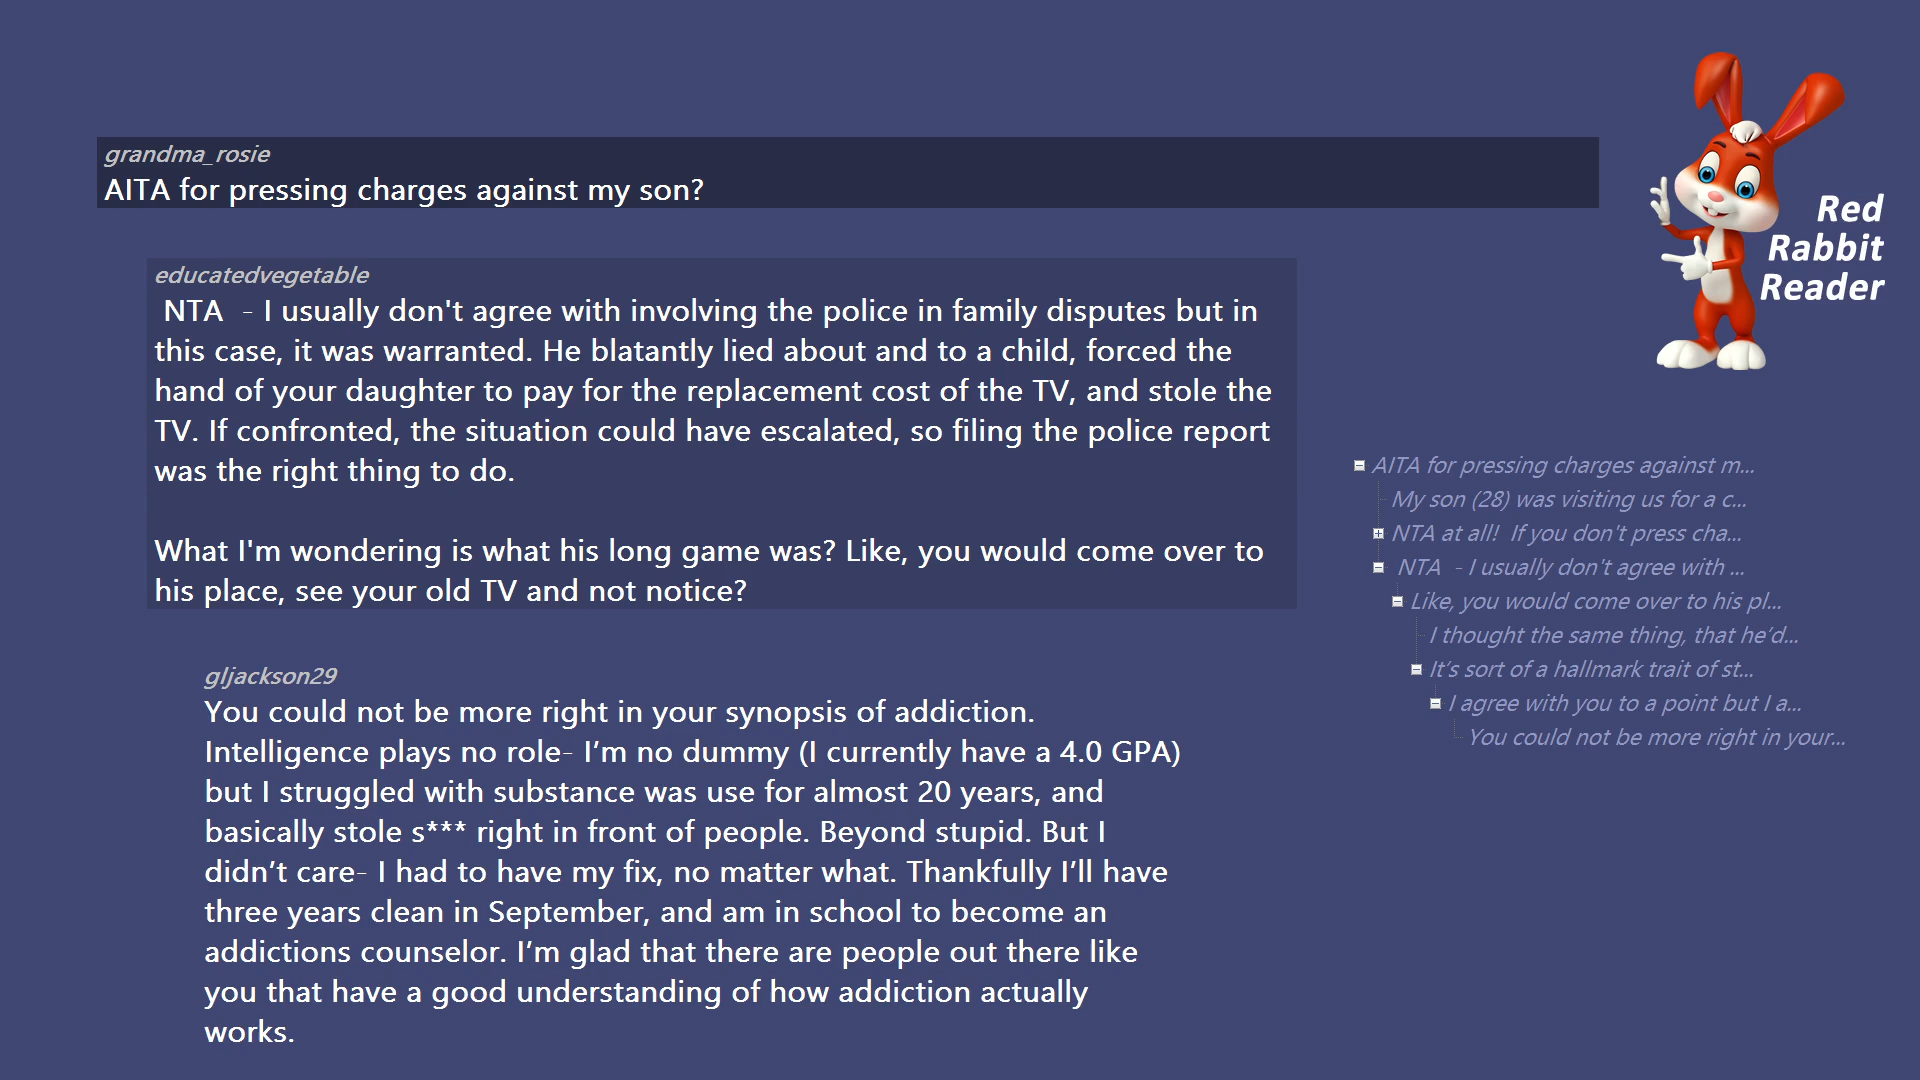 grandma_rosie
AITA for pressing charges against my son?
educatedvegetable
NTA - I usually don't agree with involving the police in family disputes but in
this case, it was warranted. He blatantly lied about and to a child, forced the
hand of your daughter to pay for the replacement cost of the TV, and stole the
TV. If confronted, the situation could have escalated, so filing the police report
was the right thing to do.
What I'm wondering is what his long game was? Like, you would come over to
his place, see your old TV and not notice?
gljackson29
You could not be more right in your synopsis of addiction.
Intelligence plays no role- I’m no dummy (I currently have a 4.0 GPA)
but I struggled with substance was use for almost 20 years, and
basically stole s*** right in front of people. Beyond stupid. But I
didn’t care- I had to have my fix, no matter what. Thankfully I’ll have
three years clean in September, and am in school to become an
addictions counselor. I’m glad that there are people out there like
you that have a good understanding of how addiction actually
works.
Red
Rabbit
Reader
AITA for pressing charges against m...
My son (28) was visiting us for a c...
NTA at all! If you don't press cha...
NTA - I usually don't agree with ...
Like, you would come over to his pl...
I thought the same thing, that he’d...
It’s sort of a hallmark trait of st...
I agree with you to a point but I a...
You could not be more right in your...